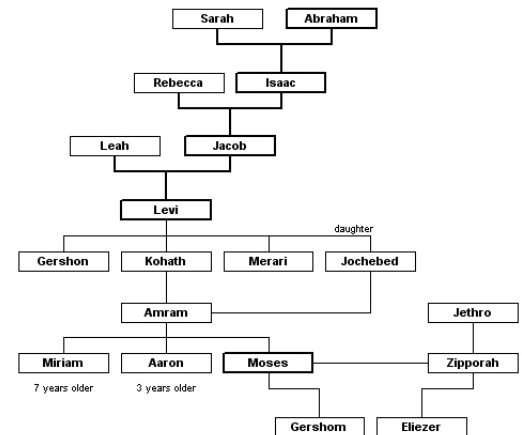 Sarah
Abraham
Rebecca
Isaac
Leah
Jacob
Levi
daughter
Gershon
Kohath
Merari
Jochebed
Amram
Jethro
Miriam
Aaron
Moses
Zipporah
7 years older
3 years older
Gershom
Eliezer